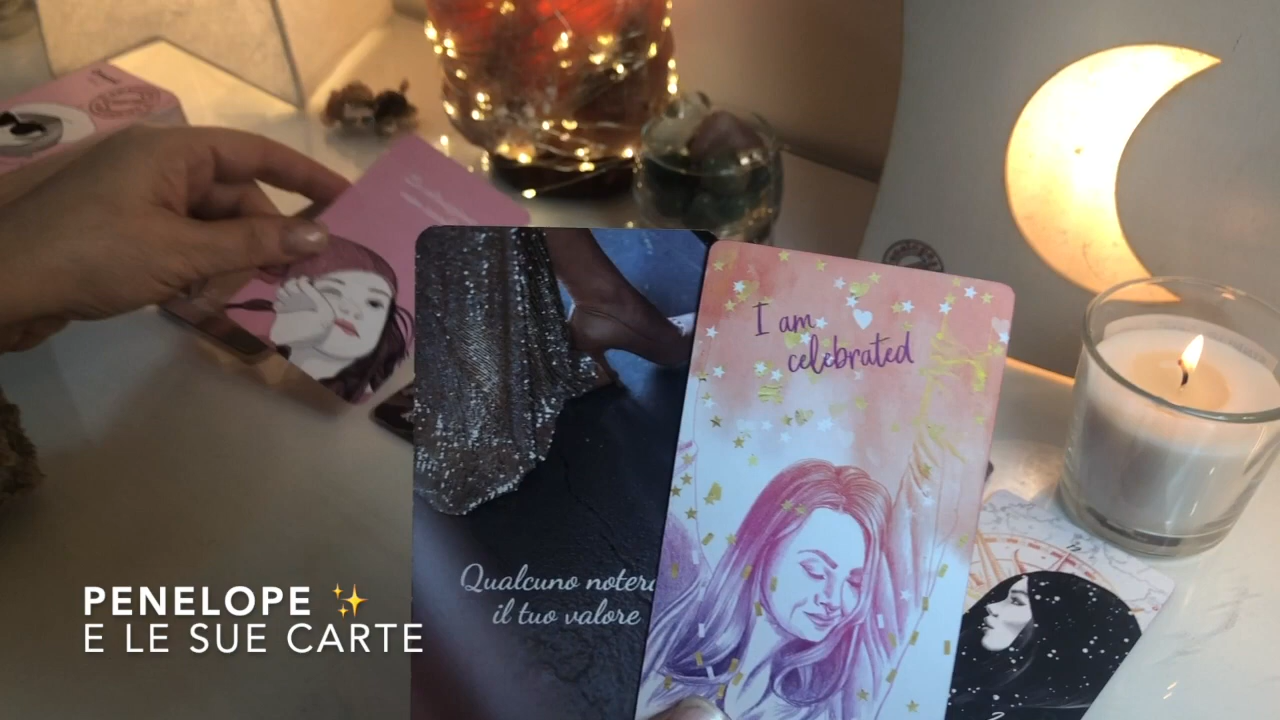 I am
celebrated
Qualcuno noterà
il tuo valore
PENELOPE ✨
E LE SUE CARTE